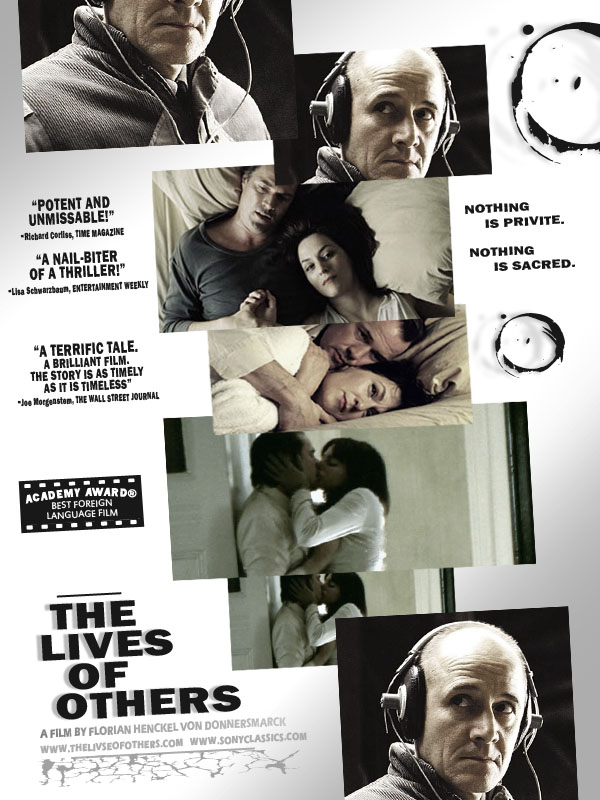 "POTENT AND
UNMISSABLE!"
-Richard Corliss, TIME MAGAZINE
"A NAIL-BITER
OF A THRILLER!"
-Lisa Schwarzbaum, ENTERTAINMENT WEEKLY
NOTHING
IS PRIVITE.
NOTHING
IS SACRED.
"A TERRIFIC TALE.
A BRILLIANT FILM.
THE STORY IS AS TIMELY
AS IT IS TIMELESS"
-Joe Morgenstern, THE WALL STREET JOURNAL
ACADEMY AWARD®
BEST FOREIGN
LANGUAGE FILM
THE
LIVES
OF
OTHERS
A FILM BY FLORIAN HENCKEL VON DONNERSMARCK
WWW.THELIVSEOFOTHERS.COM WWW.SONYCLASSICS.COM